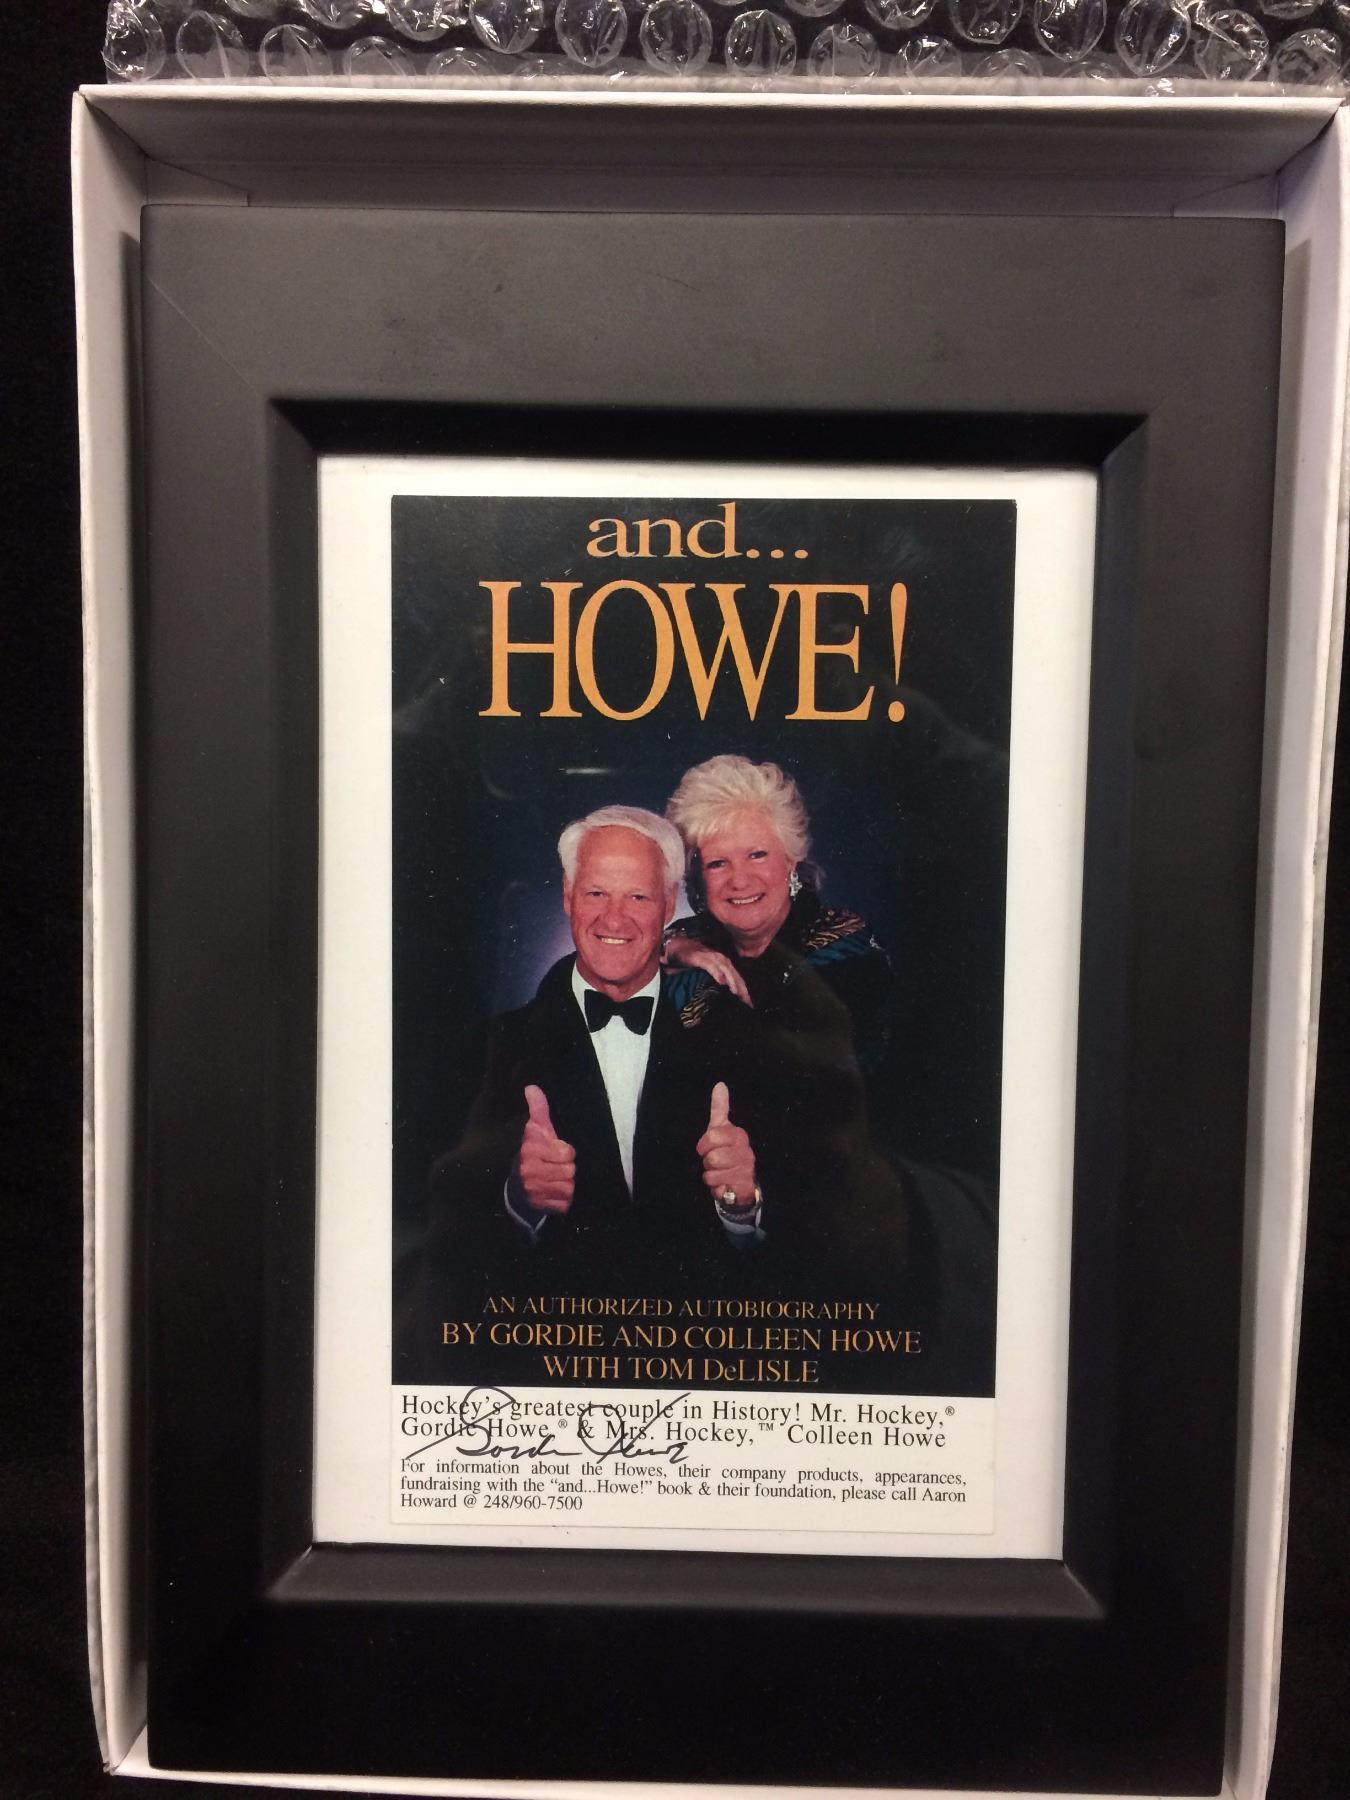 and...
HOWE!
AN AUTHORIZED AUTOBIOGRAPHY
BY GORDIE AND COLLEEN HOWE
WITH TOM DeLISLE
Hockey's greatest couple in History! Mr. Hockey,®
Gordie Howe,® & Mrs. Hockey,™ Colleen Howe
Gordie Howe
For information about the Howes, their company products, appearances,
fundraising with the "and...Howe!" book & their foundation, please call Aaron
Howard @ 248/960-7500